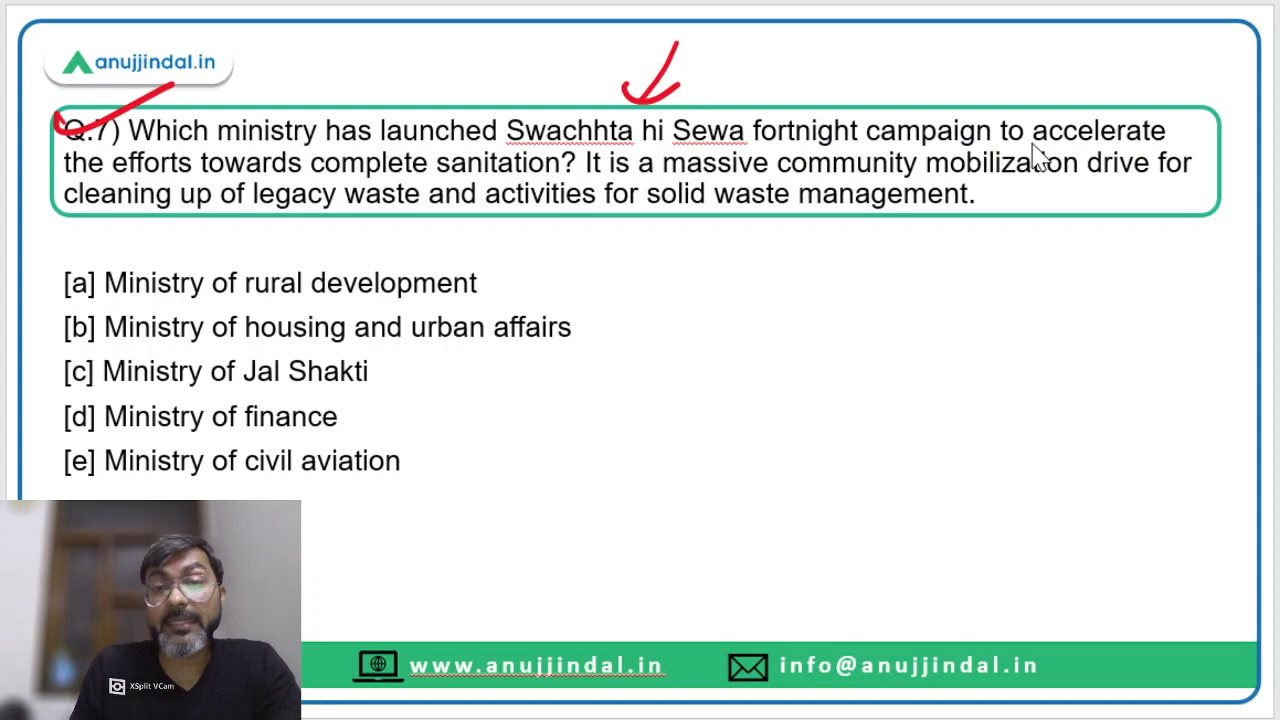 anujjindal.in
Q.7) Which ministry has launched Swachhta hi Sewa fortnight campaign to accelerate
the efforts towards complete sanitation? It is a massive community mobilization drive for
cleaning up of legacy waste and activities for solid waste management.
[a] Ministry of rural development
[b] Ministry of housing and urban affairs
[c] Ministry of Jal Shakti
[d] Ministry of finance
[e] Ministry of civil aviation
XSplit VCam
www.anujjindal.in
info@anujjindal.in